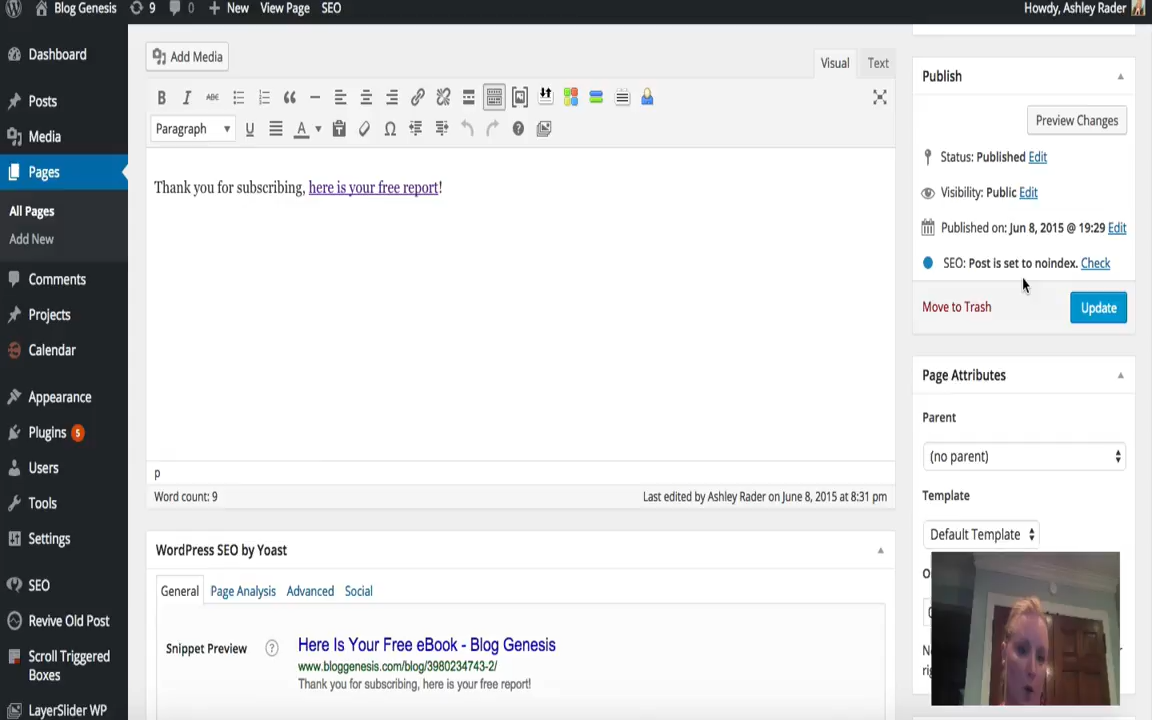 Blog Genesis 9 0 New View Page SEO Howdy, Ashley Rader
Dashboard
Posts
Media
Pages
All Pages
Add New
Comments
Projects
Calendar
Appearance
Plugins 5
Users
Tools
Settings
SEO
Revive Old Post
Scroll Triggered
Boxes
LayerSlider WP
Add Media
Visual Text
B I ABC
Paragraph U A Ω
Thank you for subscribing, here is your free report!
p
Word count: 9 Last edited by Ashley Rader on June 8, 2015 at 8:31 pm
WordPress SEO by Yoast
General Page Analysis Advanced Social
Snippet Preview ? Here Is Your Free eBook - Blog Genesis
www.bloggenesis.com/blog/3980234743-2/
Thank you for subscribing, here is your free report!
Publish
Preview Changes
Status: Published Edit
Visibility: Public Edit
Published on: Jun 8, 2015 @ 19:29 Edit
SEO: Post is set to noindex. Check
Move to Trash Update
Page Attributes
Parent
(no parent)
Template
Default Template